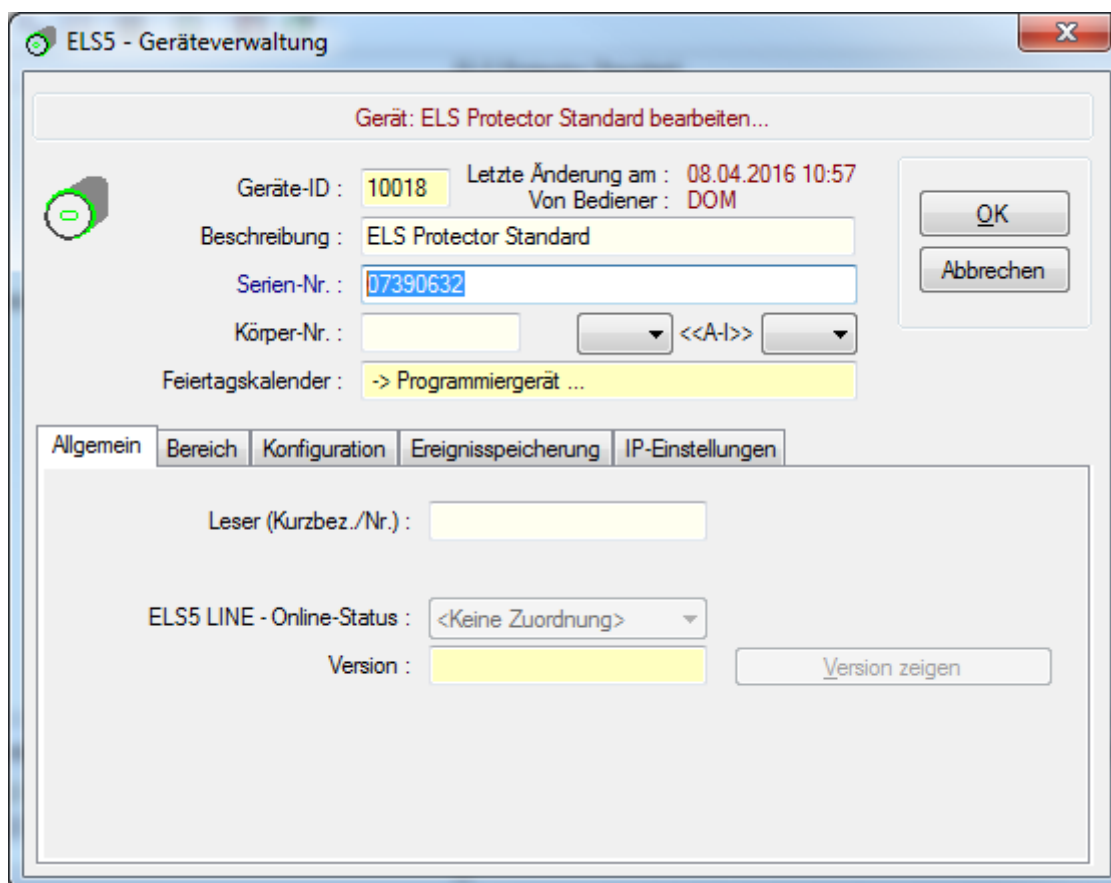 ELS5 - Geräteverwaltung
Gerät: ELS Protector Standard bearbeiten...
Geräte-ID : 10018 Letzte Änderung am : 08.04.2016 10:57
Von Bediener : DOM
OK
Beschreibung : ELS Protector Standard
Abbrechen
Serien-Nr. : 07390632
Körper-Nr. : <<A-I>>
Feiertagskalender : -> Programmiergerät ...
Allgemein Bereich Konfiguration Ereignisspeicherung IP-Einstellungen
Leser (Kurzbez./Nr.) :
ELS5 LINE - Online-Status : <Keine Zuordnung>
Version : Version zeigen